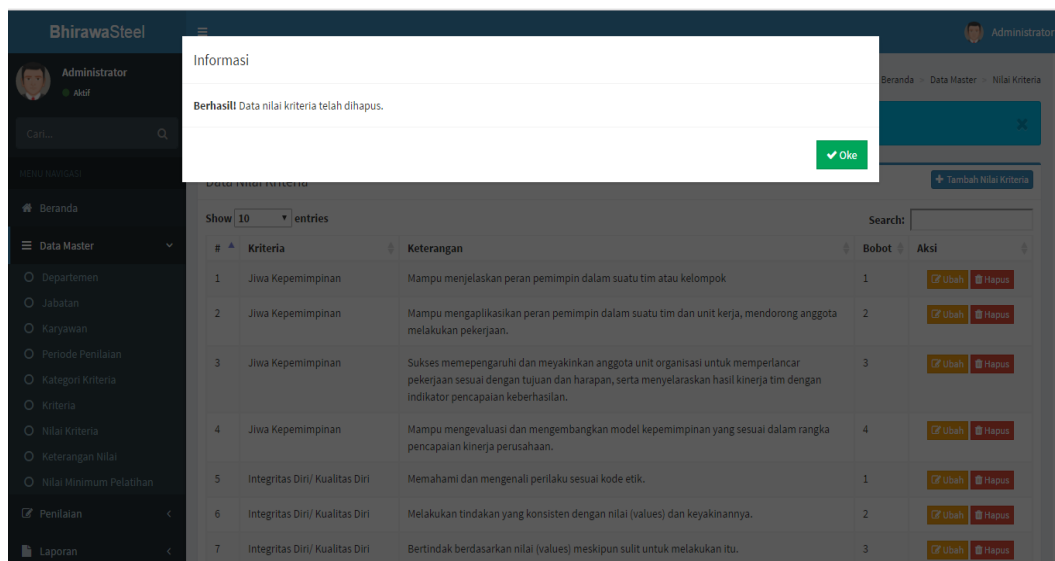 BhirawaSteel
Administrator
Administrator
Aktif
Cari...
MENU NAVIGASI
Beranda
Data Master
Departemen
Jabatan
Karyawan
Periode Penilaian
Kategori Kriteria
Kriteria
Nilai Kriteria
Keterangan Nilai
Nilai Minimum Pelatihan
Penilaian
Laporan
Informasi
Berhasil! Data nilai kriteria telah dihapus.
Oke
Beranda > Data Master > Nilai Kriteria
Data Nilai Kriteria
Tambah Nilai Kriteria
Show 10 entries
Search:
# Kriteria Keterangan Bobot Aksi
1 Jiwa Kepemimpinan Mampu menjelaskan peran pemimpin dalam suatu tim atau kelompok 1 Ubah Hapus
2 Jiwa Kepemimpinan Mampu mengaplikasikan peran pemimpin dalam suatu tim dan unit kerja, mendorong anggota 2 Ubah Hapus
melakukan pekerjaan.
3 Jiwa Kepemimpinan Sukses memepengaruhi dan meyakinkan anggota unit organisasi untuk memperlancar 3 Ubah Hapus
pekerjaan sesuai dengan tujuan dan harapan, serta menyelaraskan hasil kinerja tim dengan
indikator pencapaian keberhasilan.
4 Jiwa Kepemimpinan Mampu mengevaluasi dan mengembangkan model kepemimpinan yang sesuai dalam rangka 4 Ubah Hapus
pencapaian kinerja perusahaan.
5 Integritas Diri/ Kualitas Diri Memahami dan mengenali perilaku sesuai kode etik. 1 Ubah Hapus
6 Integritas Diri/ Kualitas Diri Melakukan tindakan yang konsisten dengan nilai (values) dan keyakinannya. 2 Ubah Hapus
7 Integritas Diri/ Kualitas Diri Bertindak berdasarkan nilai (values) meskipun sulit untuk melakukan itu. 3 Ubah Hapus